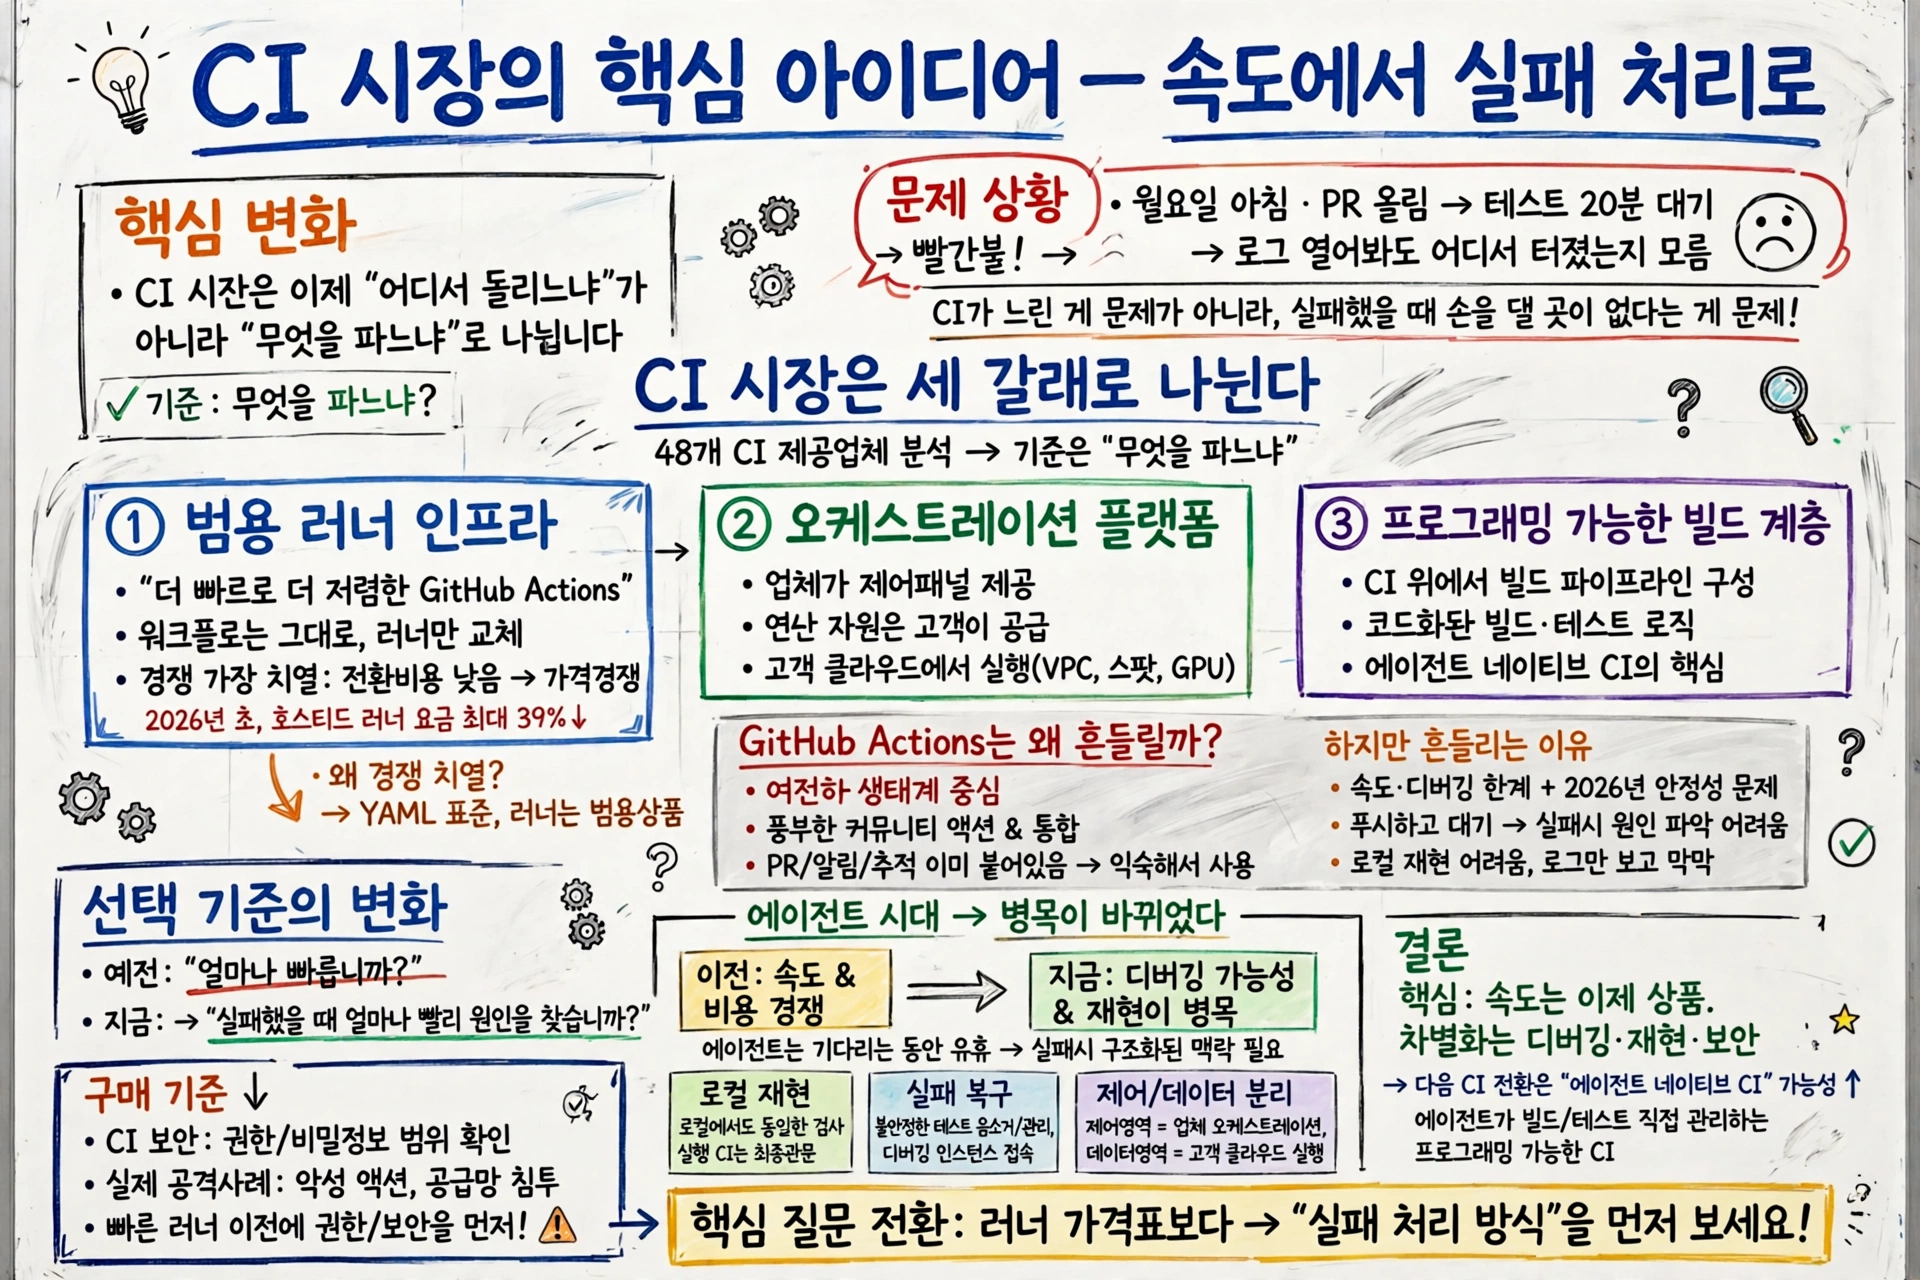 CI 시장의 핵심 아이디어 — 속도에서 실패 처리로
핵심 변화
• CI 시잔은 이제 “어디서 돌리느냐”가
아니라 “무엇을 파느냐”로 나뉩니다
✓ 기준: 무엇을 파느냐?
문제 상황
• 월요일 아침 · PR 올림 → 테스트 20분 대기
→ 빨간불! → → 로그 열어봐도 어디서 터졌는지 모름
CI가 느린 게 문제가 아니라, 실패했을 때 손을 댈 곳이 없다는 게 문제!
CI 시장은 세 갈래로 나뉜다
48개 CI 제공업체 분석 → 기준은 “무엇을 파느냐”
① 범용 러너 인프라
• “더 빠르로 더 저렴한 GitHub Actions”
• 워크플로는 그대로, 러너만 교체
• 경쟁 가장 치열: 전환비용 낮음 → 가격경쟁
2026년 초, 호스티드 러너 요금 최대 39%↓
• 왜 경쟁 치열?
→ YAML 표준, 러너는 범용상품
② 오케스트레이션 플랫폼
• 업체가 제어패널 제공
• 연산 자원은 고객이 공급
• 고객 클라우드에서 실행(VPC, 스팟, GPU)
③ 프로그래밍 가능한 빌드 계층
• CI 위에서 빌드 파이프라인 구성
• 코드화된 빌드·테스트 로직
• 에이전트 네이티브 CI의 핵심
GitHub Actions는 왜 흔들릴까?
• 여전하 생태계 중심
• 풍부한 커뮤니티 액션 & 통합
• PR/알림/추적 이미 붙어있음 → 익숙해서 사용
하지만 흔들리는 이유
• 속도·디버깅 한계 + 2026년 안정성 문제
• 푸시하고 대기 → 실패시 원인 파악 어려움
• 로컬 재현 어려움, 로그만 보고 막막
선택 기준의 변화
• 예전: “얼마나 빠릅니까?”
• 지금: → “실패했을 때 얼마나 빨리 원인을 찾습니까?”
구매 기준 ↓
• CI 보안: 권한/비밀정보 범위 확인
• 실제 공격사례: 악성 액션, 공급망 침투
• 빠른 러너 이전에 권한/보안을 먼저!
에이전트 시대 → 병목이 바뀌었다
이전: 속도 &
비용 경쟁
지금: 디버깅 가능성
& 재현이 병목
에이전트는 기다리는 동안 유휴 → 실패시 구조화된 맥락 필요
로컬 재현
로컬에서도 동일한 검사
실행 CI는 최종관문
실패 복구
불안정한 테스트 음소거/관리,
디버깅 인스턴스 접속
제어/데이터 분리
제어영역 = 업체 오케스트레이션,
데이터영역 = 고객 클라우드 실행
결론
핵심: 속도는 이제 상품.
차별화는 디버깅·재현·보안
→ 다음 CI 전환은 “에이전트 네이티브 CI” 가능성 ↑
에이전트가 빌드/테스트 직접 관리하는
프로그래밍 가능한 CI
핵심 질문 전환: 러너 가격표보다 → “실패 처리 방식”을 먼저 보세요!